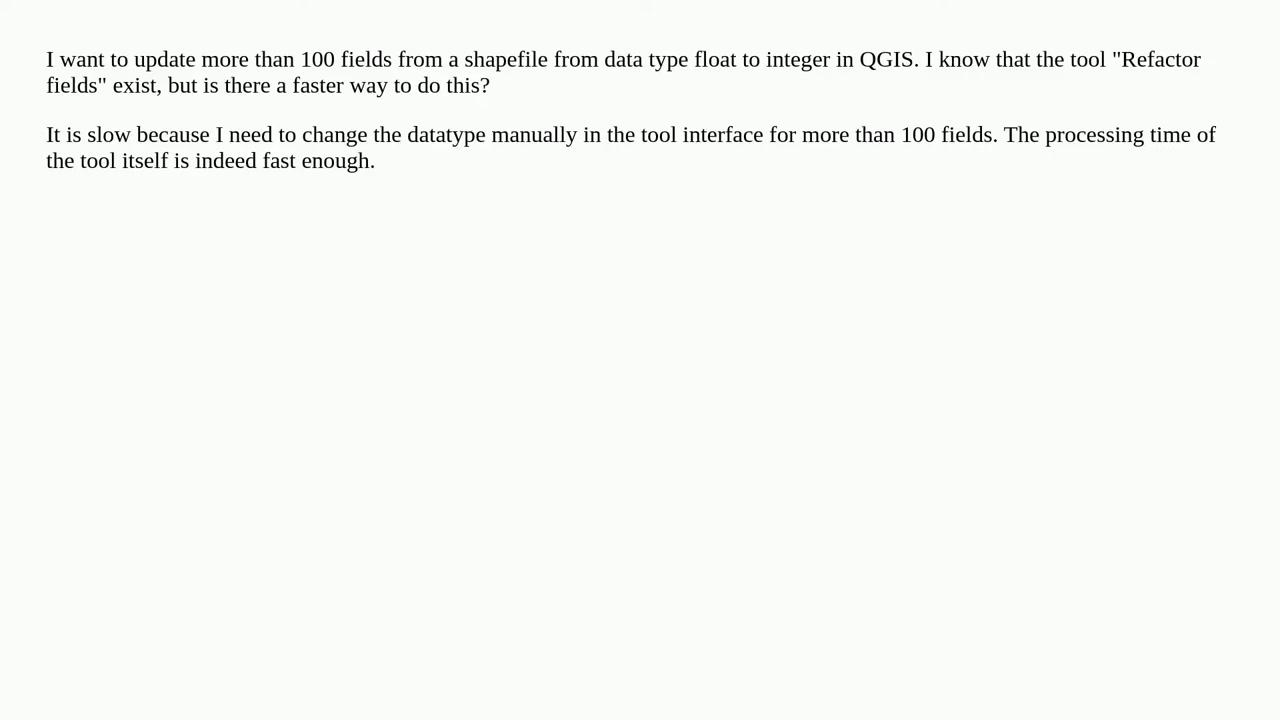 I want to update more than 100 fields from a shapefile from data type float to integer in QGIS. I know that the tool "Refactor
fields" exist, but is there a faster way to do this?
It is slow because I need to change the datatype manually in the tool interface for more than 100 fields. The processing time of
the tool itself is indeed fast enough.